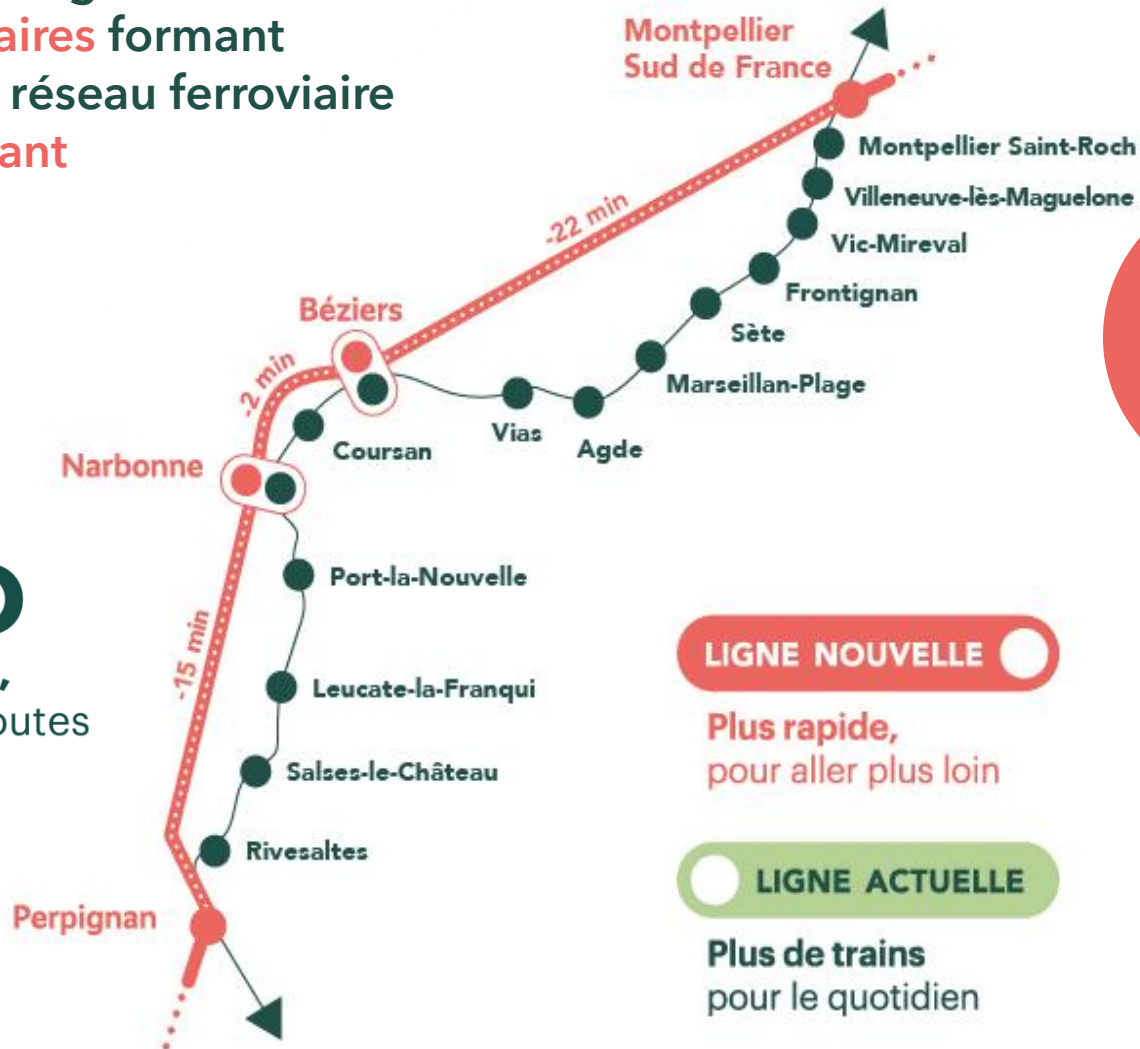 aires formant
réseau ferroviaire
ant
Montpellier
Sud de France
Montpellier Saint-Roch
Villeneuve-lès-Maguelone
-22 min
Vic-Mireval
Frontignan
Béziers
Sète
Marseillan-Plage
-2 min
Vias
Agde
Coursan
Narbonne
Port-la-Nouvelle
-15 min
Leucate-la-Franqui
outes
Salses-le-Château
Rivesaltes
Perpignan
LIGNE NOUVELLE
Plus rapide,
pour aller plus loin
LIGNE ACTUELLE
Plus de trains
pour le quotidien